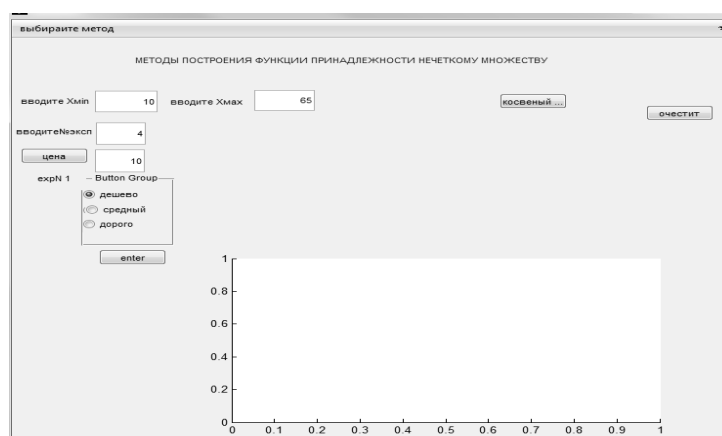 выбираите метод
МЕТОДЫ ПОСТРОЕНИЯ ФУНКЦИИ ПРИНАДЛЕЖНОСТИ НЕЧЕТКОМУ МНОЖЕСТВУ
вводите Xмin 10 вводите Xмах 65 косвеный ...
очестит
вводите№эксп 4
цена 10
expN 1 Button Group
дешево
средный
дорого
enter
1
0.8
0.6
0.4
0.2
0
0 0.1 0.2 0.3 0.4 0.5 0.6 0.7 0.8 0.9 1